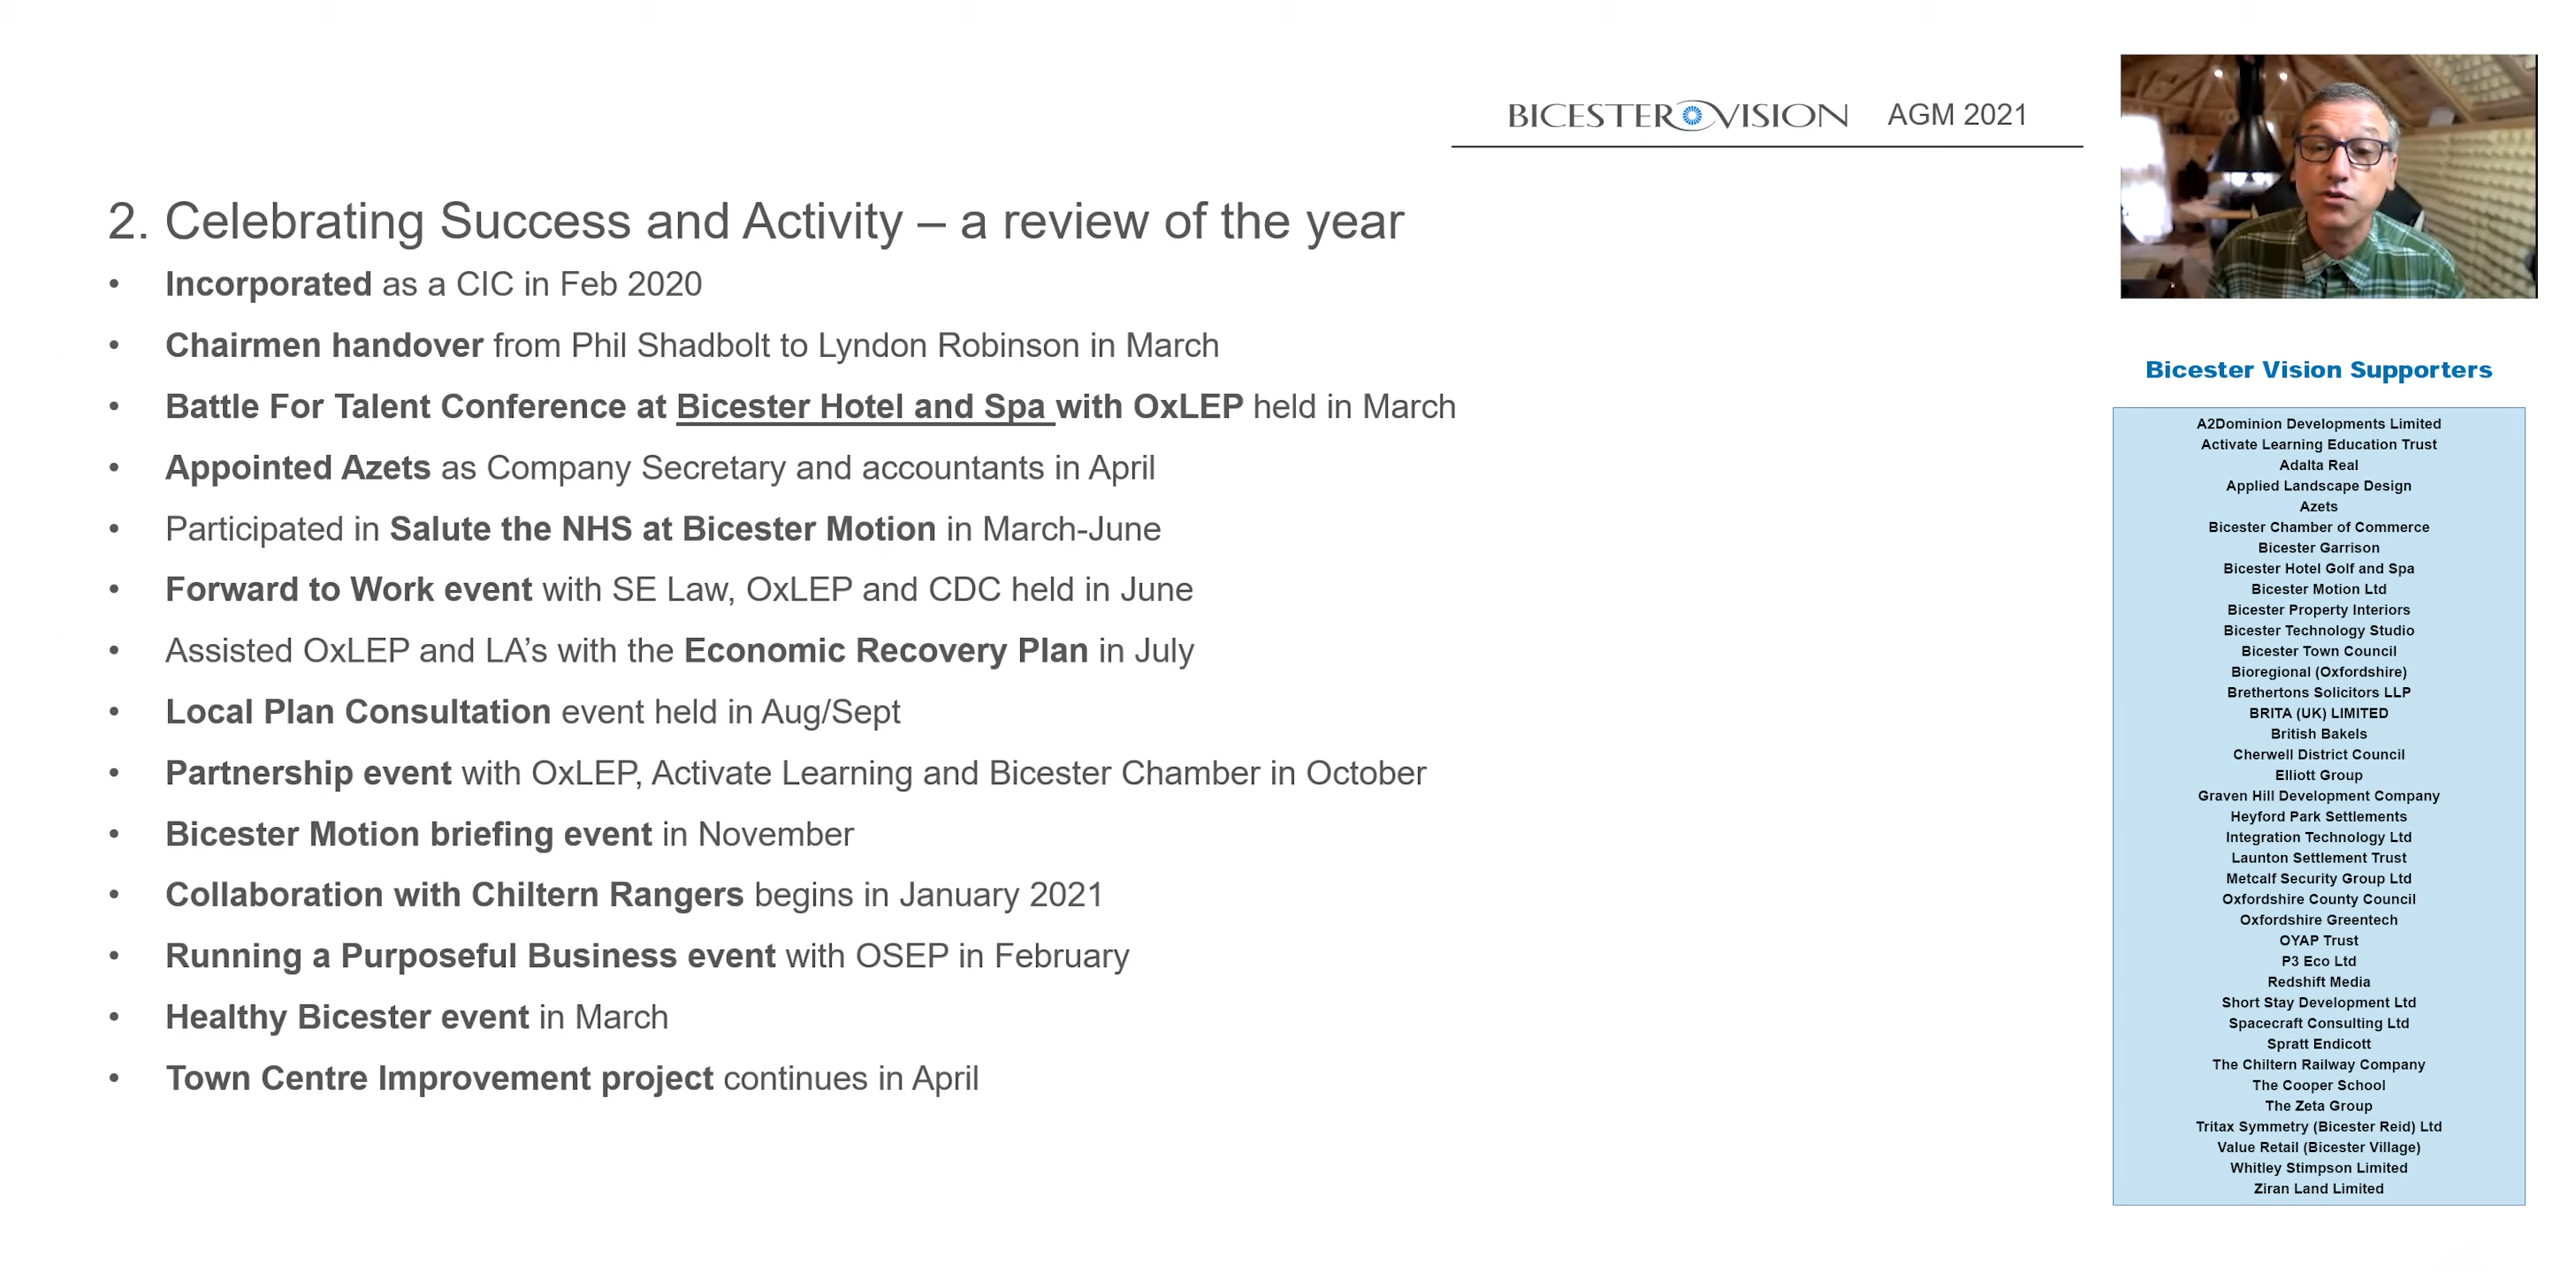 BICESTER VISION AGM 2021
2. Celebrating Success and Activity – a review of the year
• Incorporated as a CIC in Feb 2020
• Chairmen handover from Phil Shadbolt to Lyndon Robinson in March
• Battle For Talent Conference at Bicester Hotel and Spa with OxLEP held in March
• Appointed Azets as Company Secretary and accountants in April
• Participated in Salute the NHS at Bicester Motion in March-June
• Forward to Work event with SE Law, OxLEP and CDC held in June
• Assisted OxLEP and LA’s with the Economic Recovery Plan in July
• Local Plan Consultation event held in Aug/Sept
• Partnership event with OxLEP, Activate Learning and Bicester Chamber in October
• Bicester Motion briefing event in November
• Collaboration with Chiltern Rangers begins in January 2021
• Running a Purposeful Business event with OSEP in February
• Healthy Bicester event in March
• Town Centre Improvement project continues in April
Bicester Vision Supporters
A2Dominion Developments Limited
Activate Learning Education Trust
Adalta Real
Applied Landscape Design
Azets
Bicester Chamber of Commerce
Bicester Garrison
Bicester Hotel Golf and Spa
Bicester Motion Ltd
Bicester Property Interiors
Bicester Technology Studio
Bicester Town Council
Bioregional (Oxfordshire)
Brethertons Solicitors LLP
BRITA (UK) LIMITED
British Bakels
Cherwell District Council
Elliott Group
Graven Hill Development Company
Heyford Park Settlements
Integration Technology Ltd
Launton Settlement Trust
Metcalf Security Group Ltd
Oxfordshire County Council
Oxfordshire Greentech
OYAP Trust
P3 Eco Ltd
Redshift Media
Short Stay Development Ltd
Spacecraft Consulting Ltd
Spratt Endicott
The Chiltern Railway Company
The Cooper School
The Zeta Group
Tritax Symmetry (Bicester Reid) Ltd
Value Retail (Bicester Village)
Whitley Stimpson Limited
Ziran Land Limited